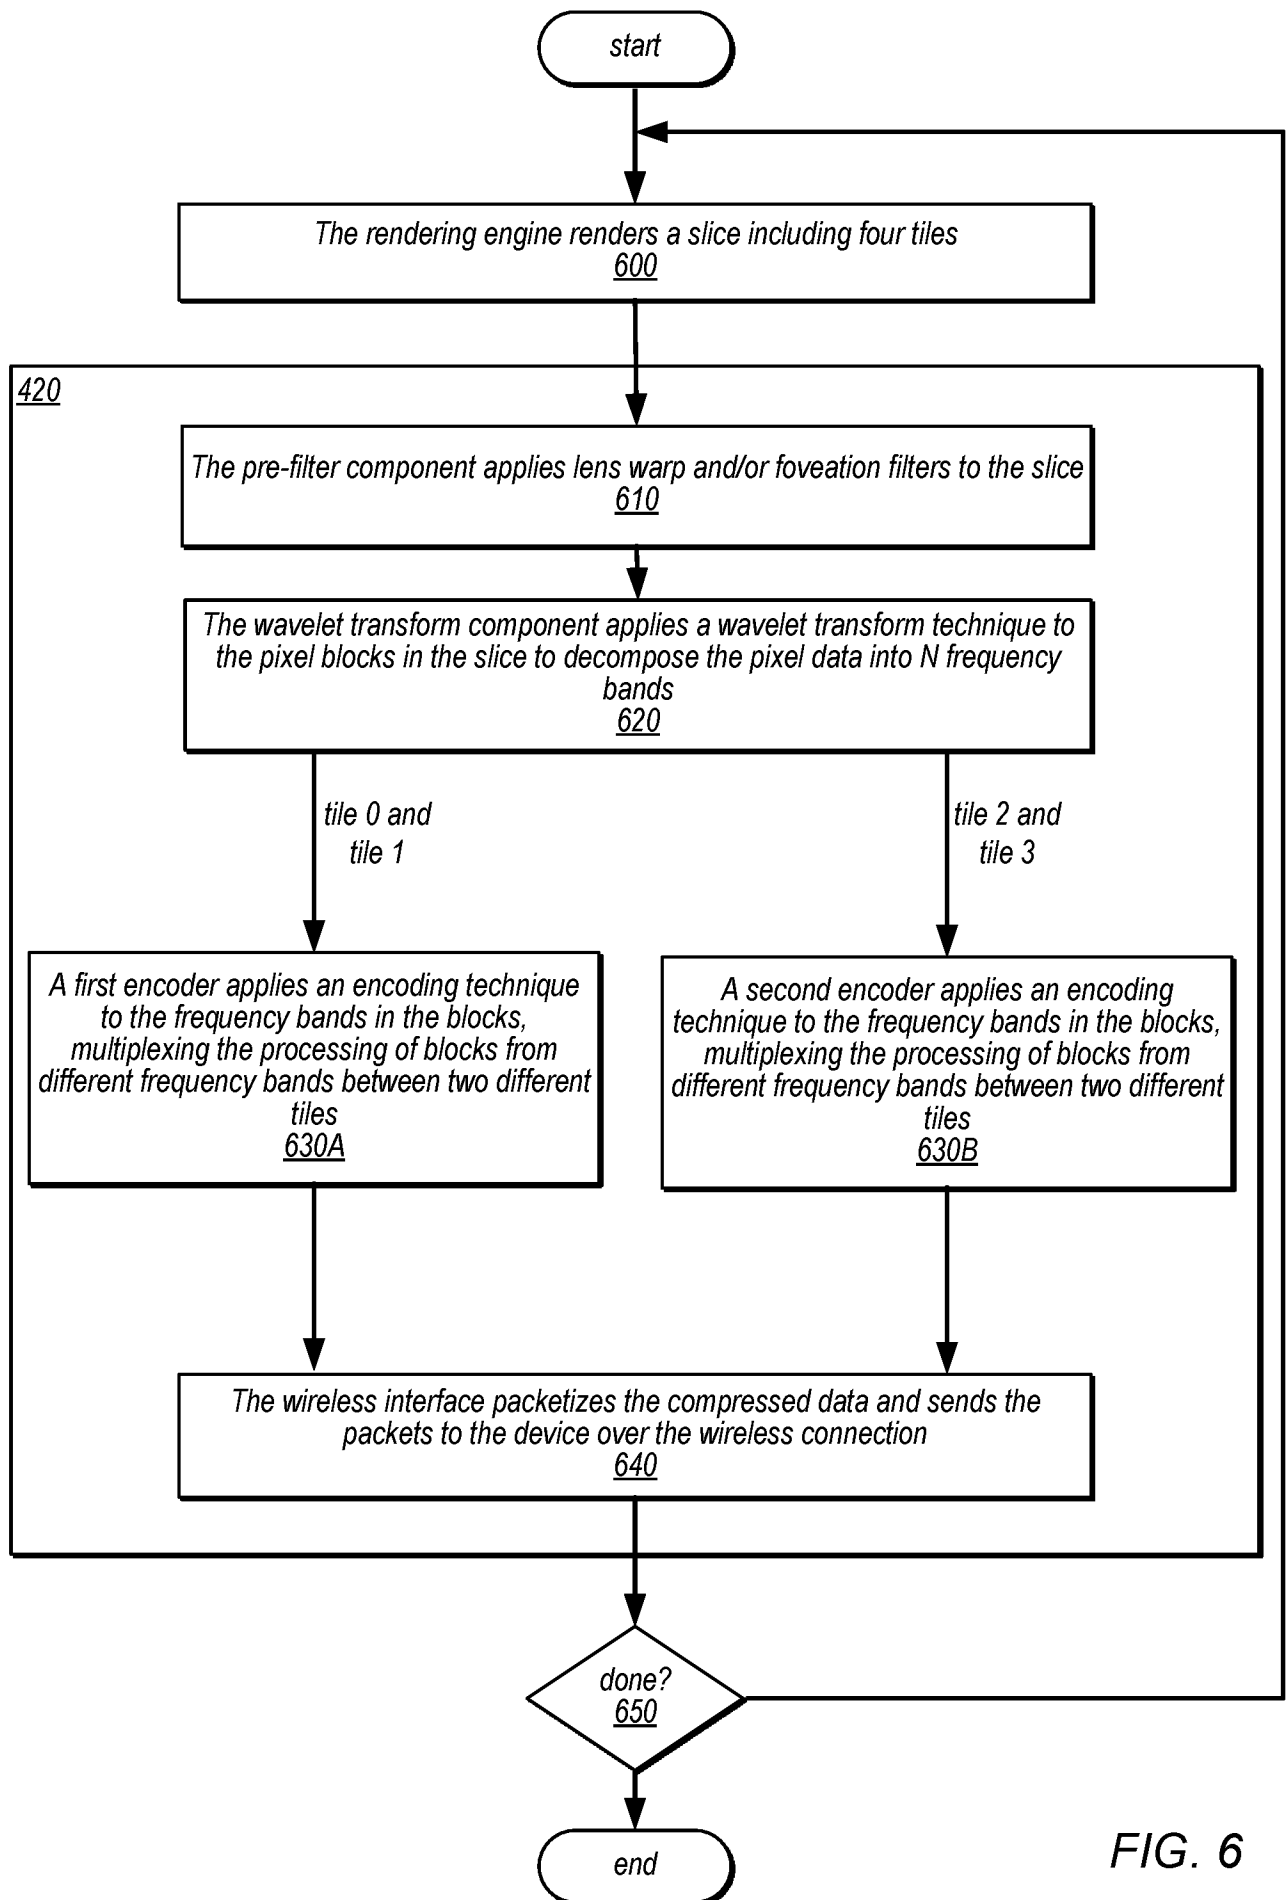 start
The rendering engine renders a slice including four tiles
600
420
The pre-filter component applies lens warp and/or foveation filters to the slice
610
The wavelet transform component applies a wavelet transform technique to
the pixel blocks in the slice to decompose the pixel data into N frequency
bands
620
tile 0 and
tile 1
tile 2 and
tile 3
A first encoder applies an encoding technique
to the frequency bands in the blocks,
multiplexing the processing of blocks from
different frequency bands between two different
tiles
630A
A second encoder applies an encoding
technique to the frequency bands in the blocks,
multiplexing the processing of blocks from
different frequency bands between two different
tiles
630B
The wireless interface packetizes the compressed data and sends the
packets to the device over the wireless connection
640
done?
650
end
FIG. 6